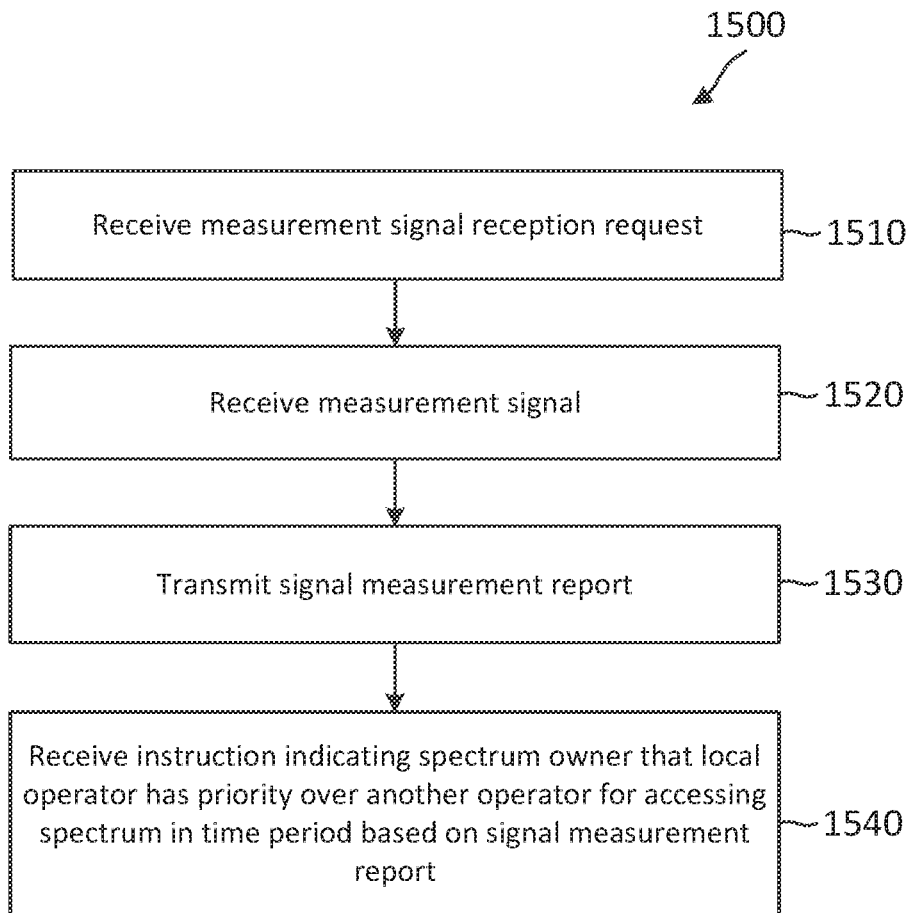 1500
Receive measurement signal reception request
1510
Receive measurement signal
1520
Transmit signal measurement report
1530
Receive instruction indicating spectrum owner that local
operator has priority over another operator for accessing
spectrum in time period based on signal measurement
report
1540